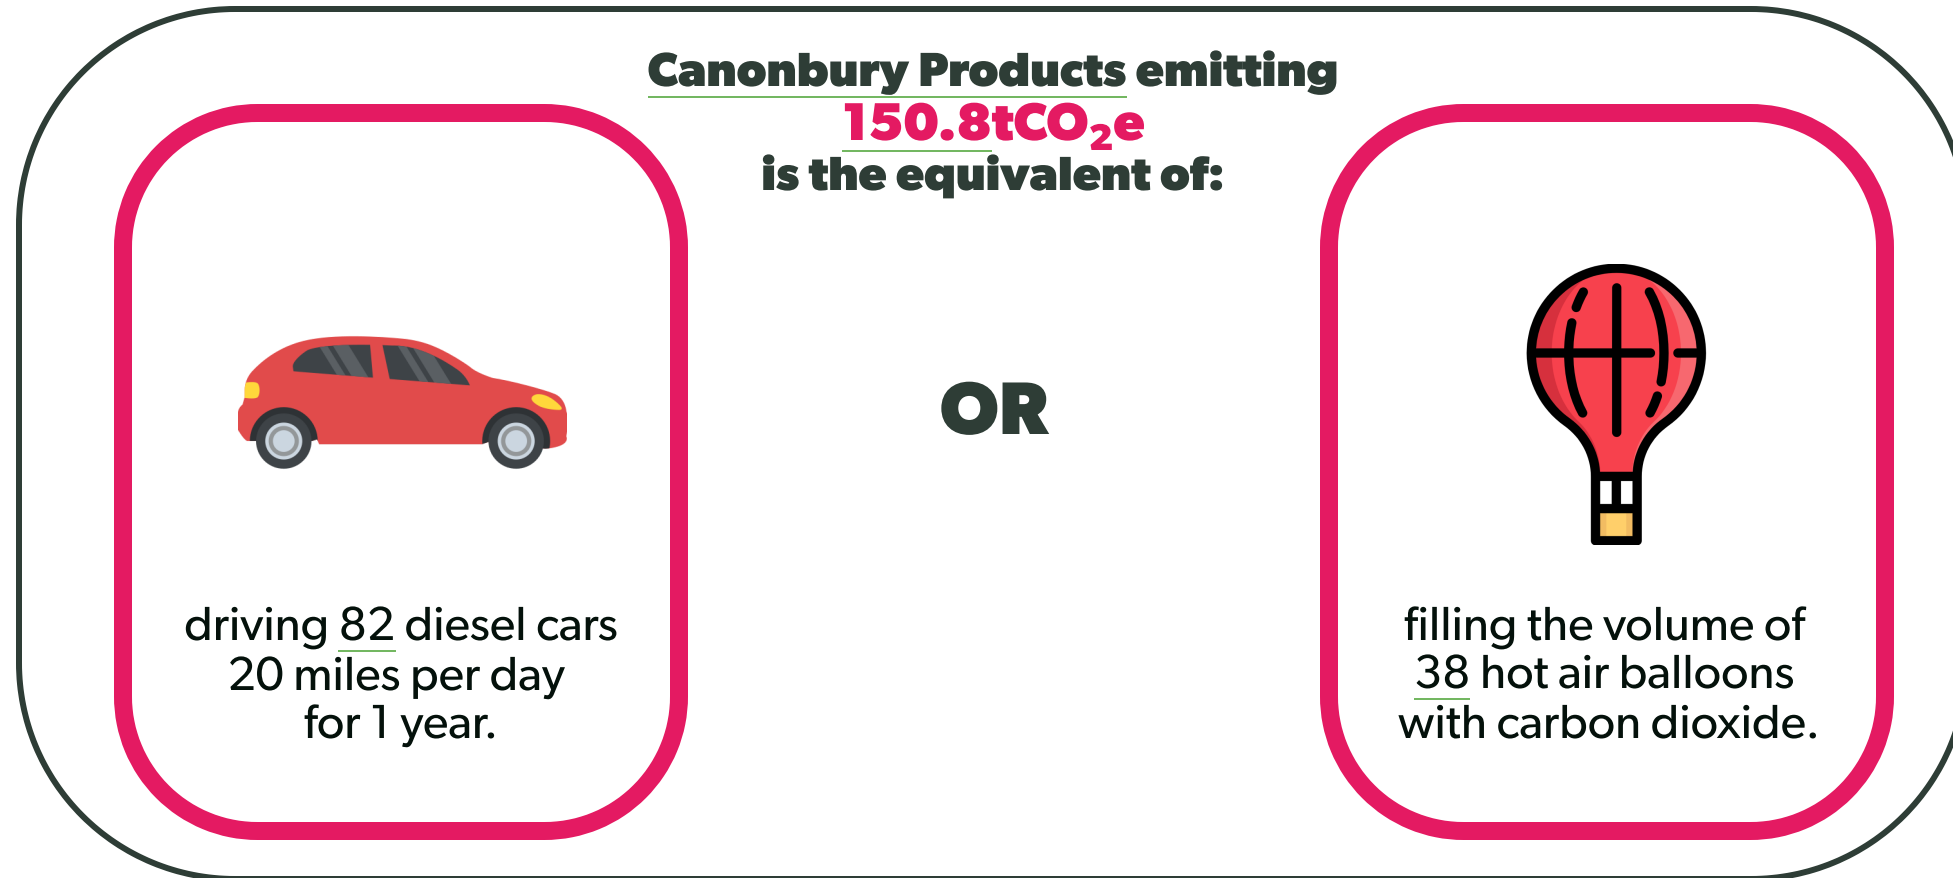 Canonbury Products emitting
150.8tCO₂e
is the equivalent of:
driving 82 diesel cars
20 miles per day
for 1 year.
OR
filling the volume of
38 hot air balloons
with carbon dioxide.